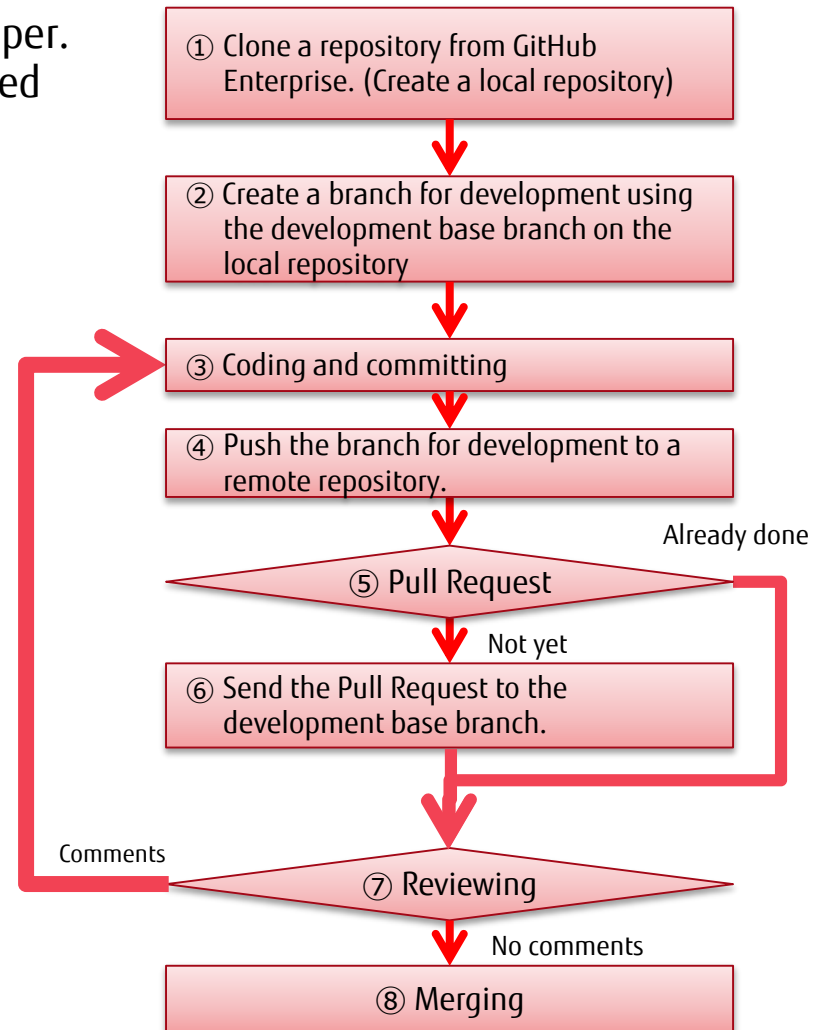 per.
ed
① Clone a repository from GitHub
Enterprise. (Create a local repository)
② Create a branch for development using
the development base branch on the
local repository
③ Coding and committing
④ Push the branch for development to a
remote repository.
Already done
⑤ Pull Request
Not yet
⑥ Send the Pull Request to the
development base branch.
Comments
⑦ Reviewing
No comments
⑧ Merging